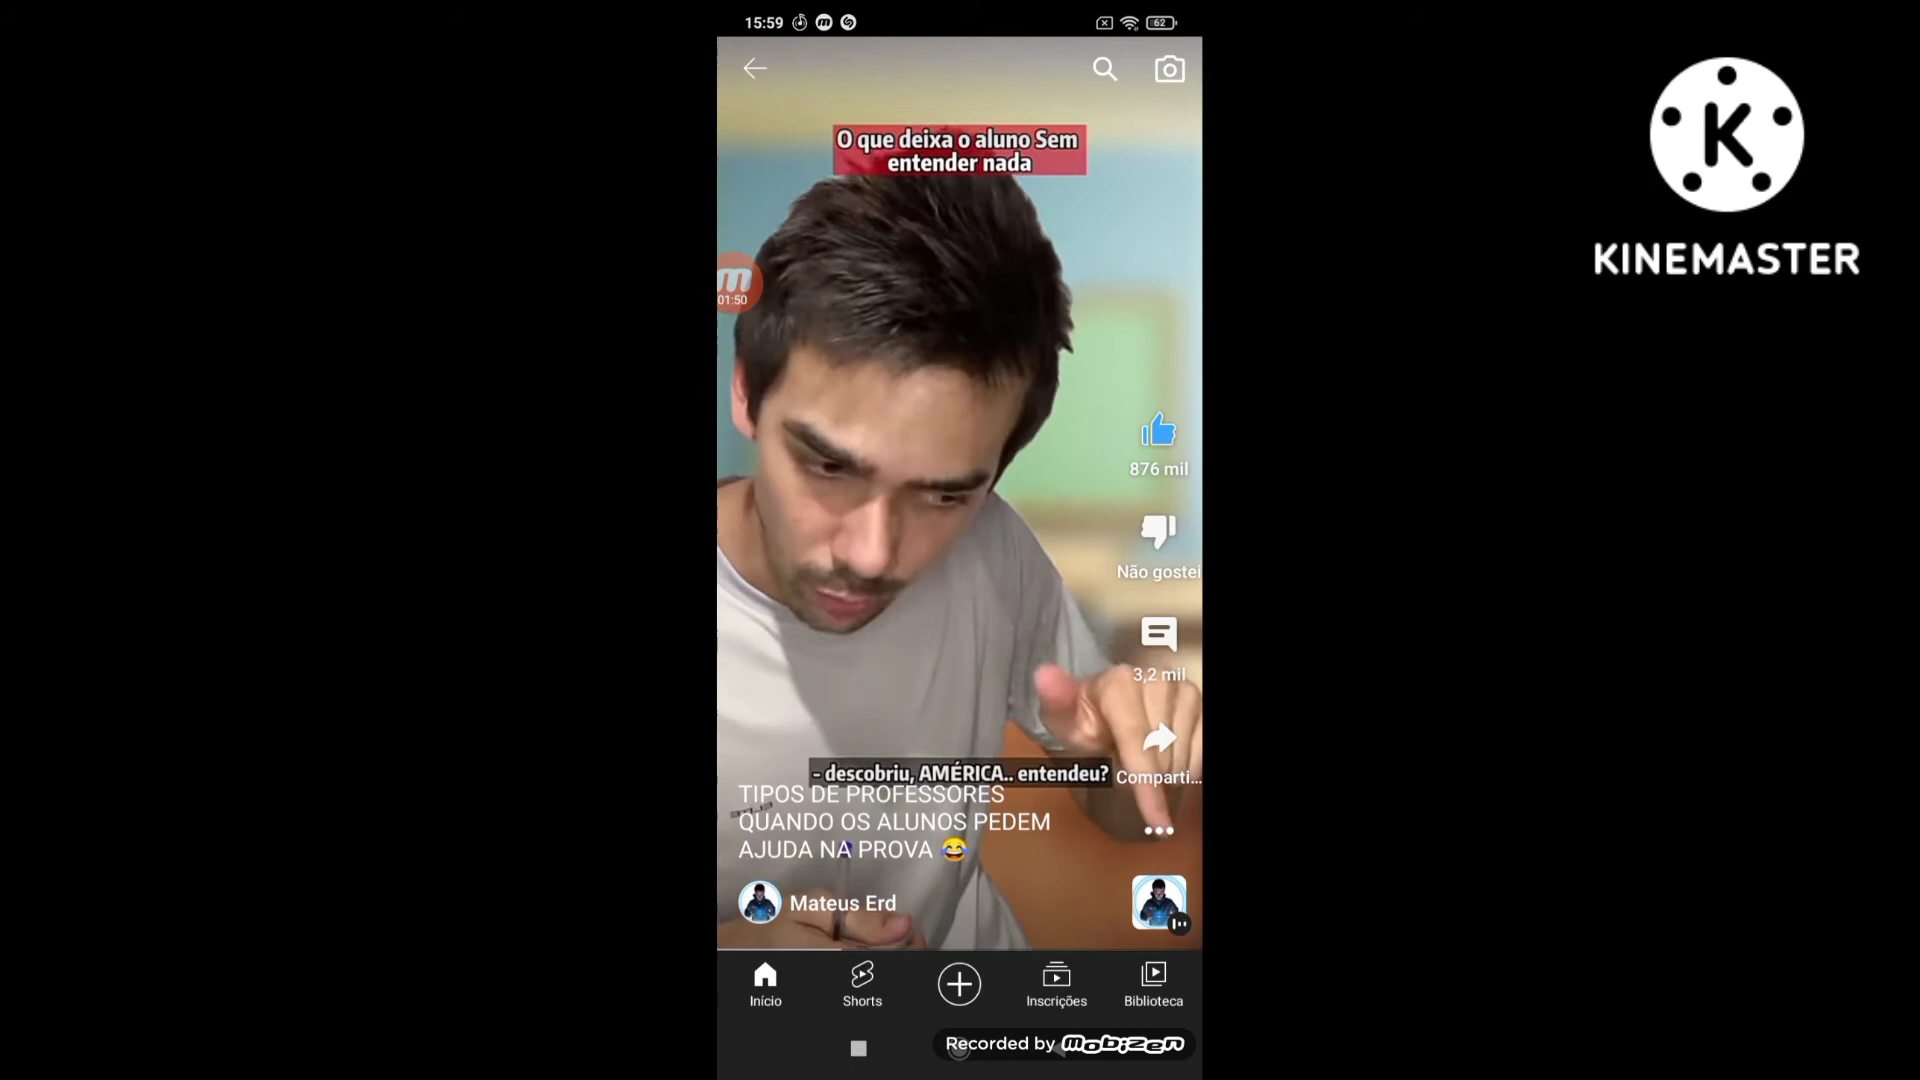 15:59
62
O que deixa o aluno Sem
entender nada
K
KINEMASTER
m
01:50
876 mil
Não gostei
3,2 mil
Comparti...
- descobriu, AMÉRICA.. entendeu?
TIPOS DE PROFESSORES
QUANDO OS ALUNOS PEDEM
AJUDA NA PROVA 😂
Mateus Erd
Início
Shorts
Inscrições
Biblioteca
Recorded by mobizen